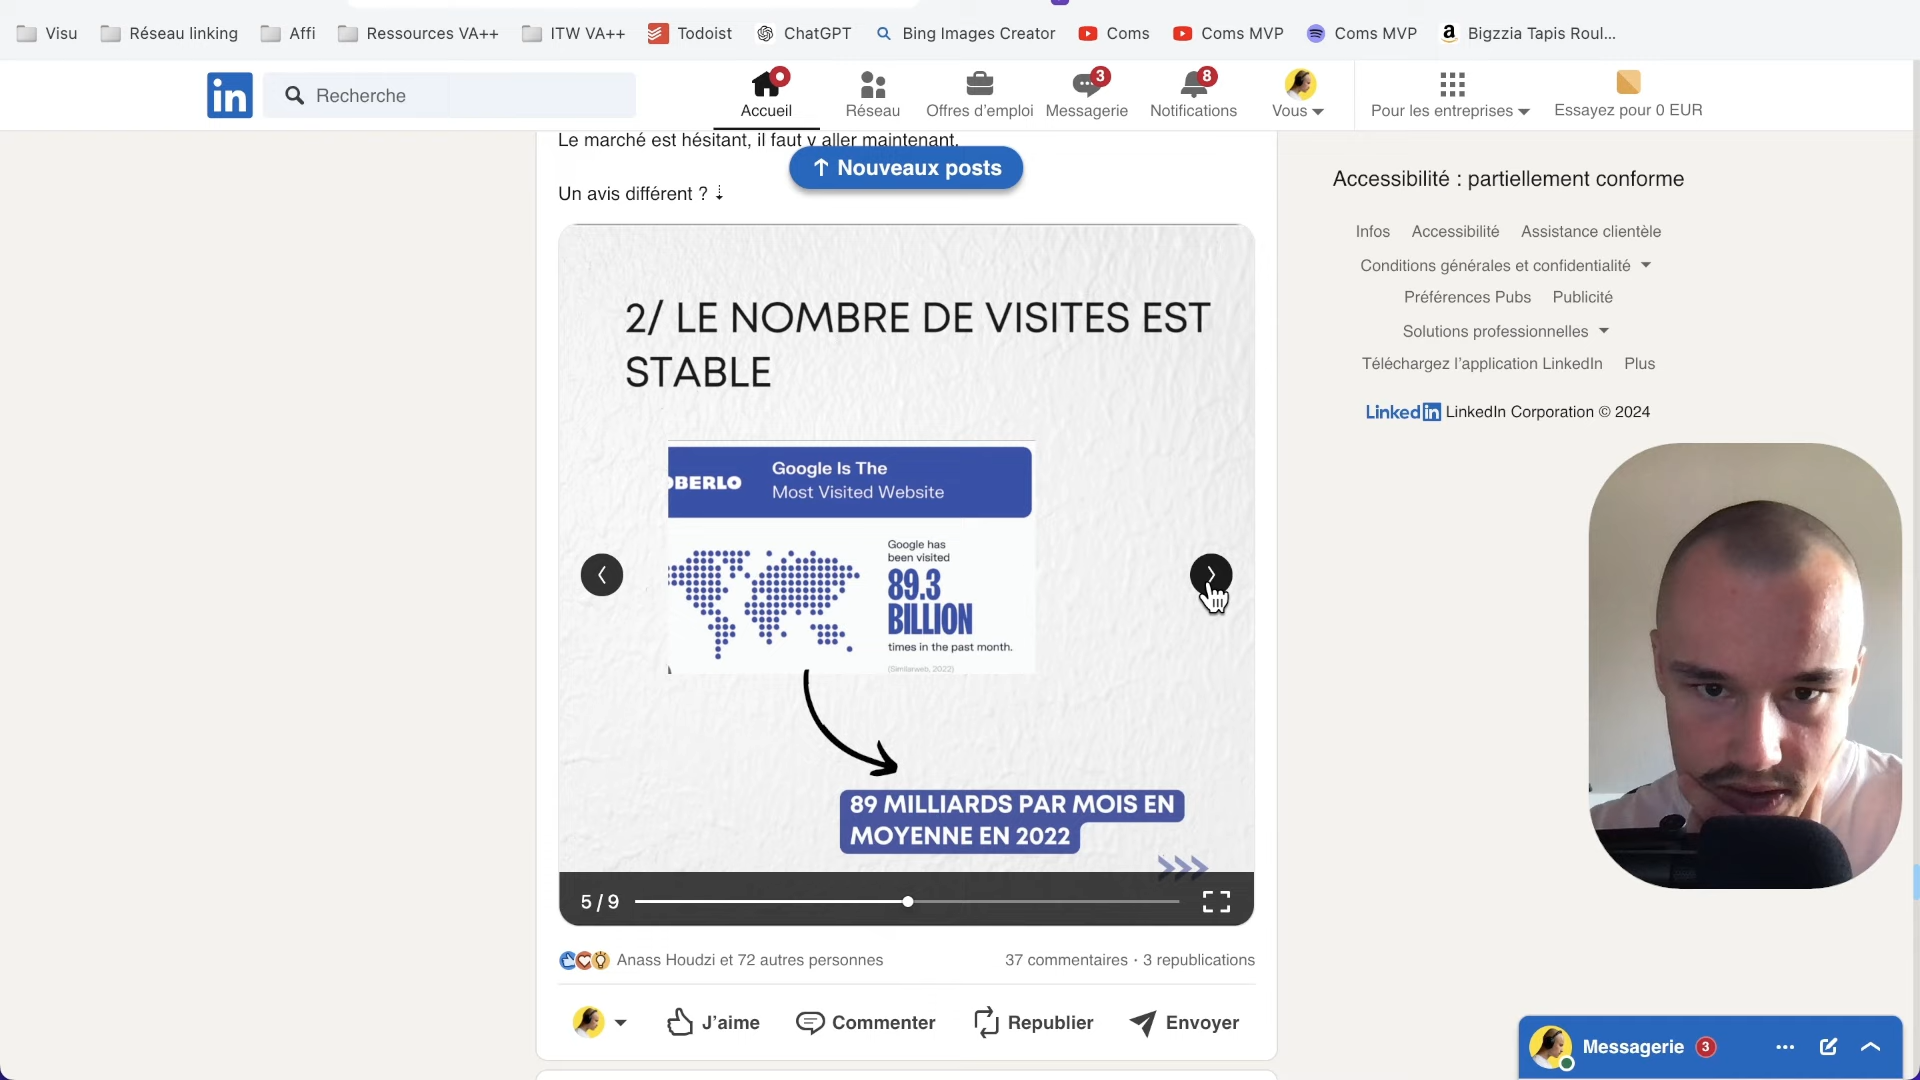 Visu
Réseau linking
Affi
Ressources VA++
ITW VA++
Todoist
ChatGPT
Bing Images Creator
Coms
Coms MVP
Coms MVP
Bigzzia Tapis Roul...
in
Recherche
Accueil
Réseau
Offres d'emploi
3
Messagerie
8
Notifications
Vous
Pour les entreprises
Essayez pour 0 EUR
Le marché est hésitant, il faut y aller maintenant.
Nouveaux posts
Un avis différent ?
2/ LE NOMBRE DE VISITES EST
STABLE
OBERLO
Google Is The
Most Visited Website
Google has
been visited
89.3
BILLION
times in the past month.
(Similarweb, 2022)
89 MILLIARDS PAR MOIS EN
MOYENNE EN 2022
5 / 9
Anass Houdzi et 72 autres personnes
37 commentaires · 3 republications
J'aime
Commenter
Republier
Envoyer
Accessibilité : partiellement conforme
Infos
Accessibilité
Assistance clientèle
Conditions générales et confidentialité
Préférences Pubs
Publicité
Solutions professionnelles
Téléchargez l'application LinkedIn
Plus
LinkedIn LinkedIn Corporation © 2024
Messagerie 3